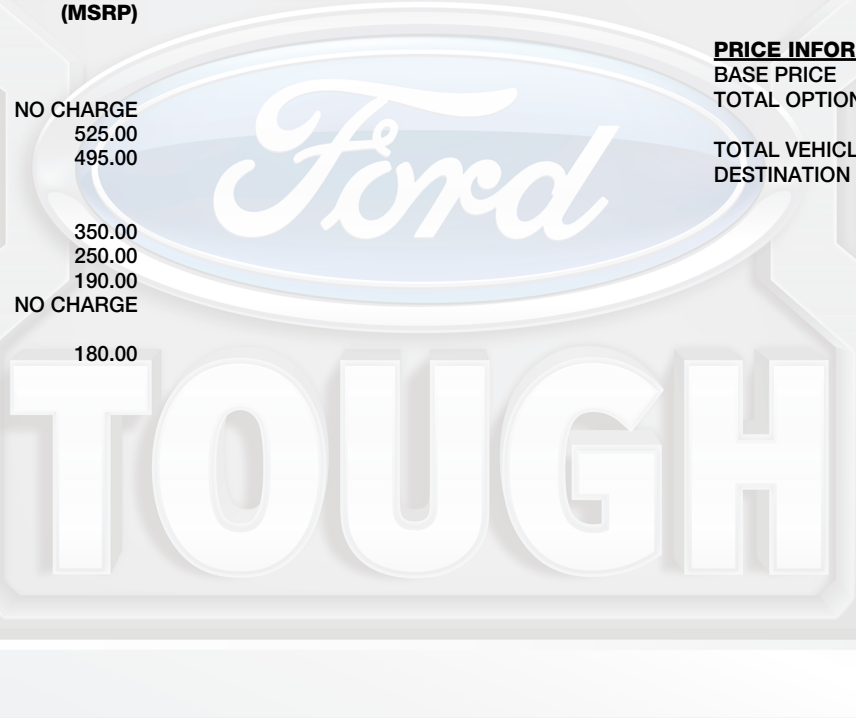 (MSRP)
NO CHARGE
525.00
495.00
350.00
250.00
190.00
NO CHARGE
180.00
PRICE INFOR
BASE PRICE
TOTAL OPTION
TOTAL VEHICL
DESTINATION
Ford
TOUGH